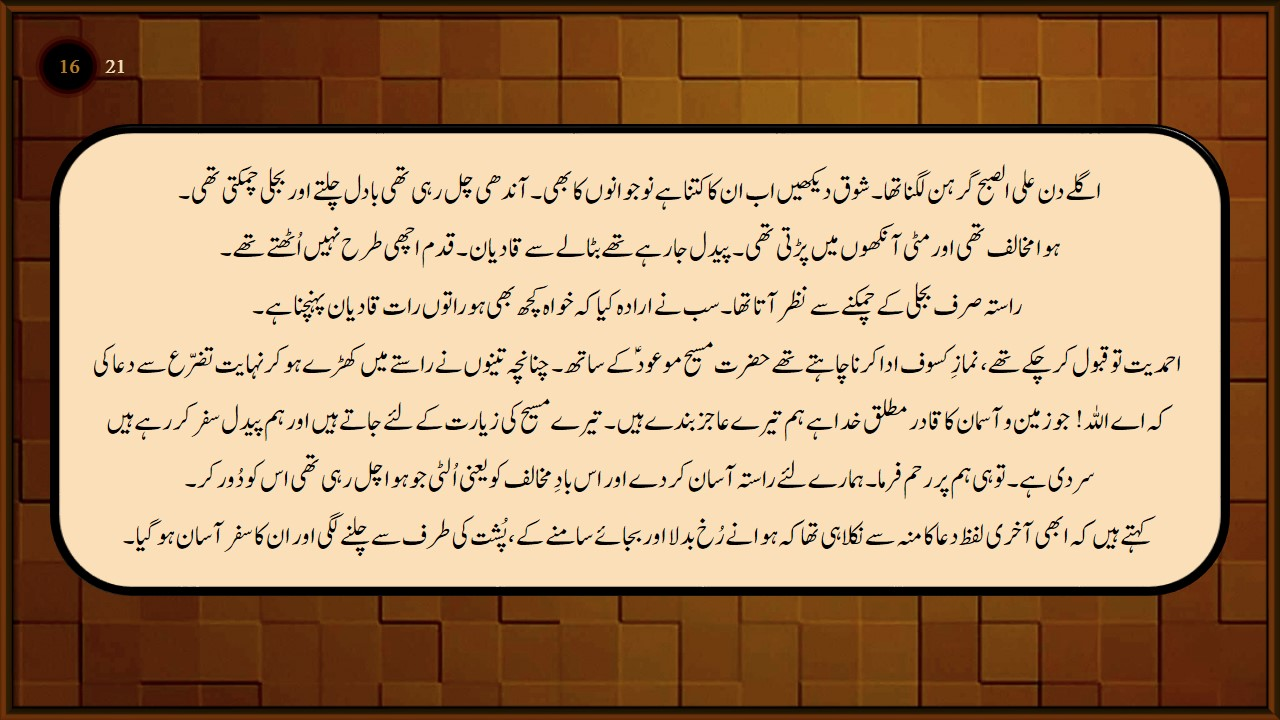 16 21
اگلے دن علی الصبح گرہن لگنا تھا۔ شوق دیکھیں اب ان کا کتنا ہے نوجوانوں کا بھی۔ آندھی چل رہی تھی بادل چلتے اور بجلی چمکتی تھی۔
ہوا مخالف تھی اور مٹی آنکھوں میں پڑتی تھی۔ پیدل جارہے تھے بٹالے سے قادیان۔ قدم اچھی طرح نہیں اُٹھتے تھے۔
راستہ صرف بجلی کے چمکنے سے نظر آتا تھا۔ سب نے ارادہ کیا کہ خواہ کچھ بھی ہو راتوں رات قادیان پہنچنا ہے۔
احمدیت تو قبول کر چکے تھے، نمازِ کسوف ادا کرنا چاہتے تھے حضرت مسیح موعودؑ کے ساتھ۔ چنانچہ تینوں نے راستے میں کھڑے ہو کر نہایت تضرّع سے دعا کی
کہ اے اللہ! جو زمین و آسمان کا قادر مطلق خدا ہے ہم تیرے عاجز بندے ہیں۔ تیرے مسیح کی زیارت کے لئے جاتے ہیں اور ہم پیدل سفر کر رہے ہیں
سردی ہے۔ تو ہی ہم پر رحم فرما۔ ہمارے لئے راستہ آسان کر دے اور اس بادِ مخالف کو یعنی اُلٹی جو ہوا چل رہی تھی اس کو دُور کر۔
کہتے ہیں کہ ابھی آخری لفظ دعا کا منہ سے نکلا ہی تھا کہ ہوا نے رُخ بدلا اور بجائے سامنے کے، پُشت کی طرف سے چلنے لگی اور ان کا سفر آسان ہو گیا۔